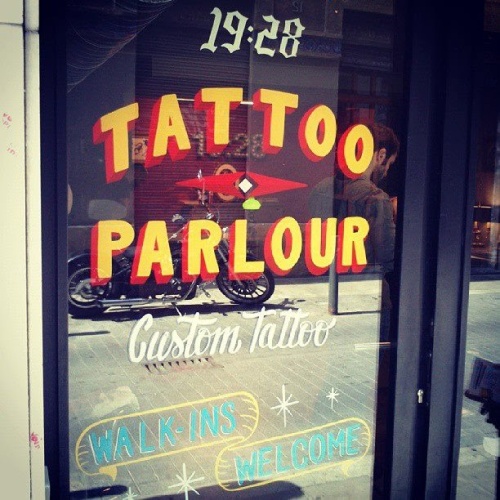 19:28
TATTOO
PARLOUR
Custom Tattoo
WALK-INS
WELCOME